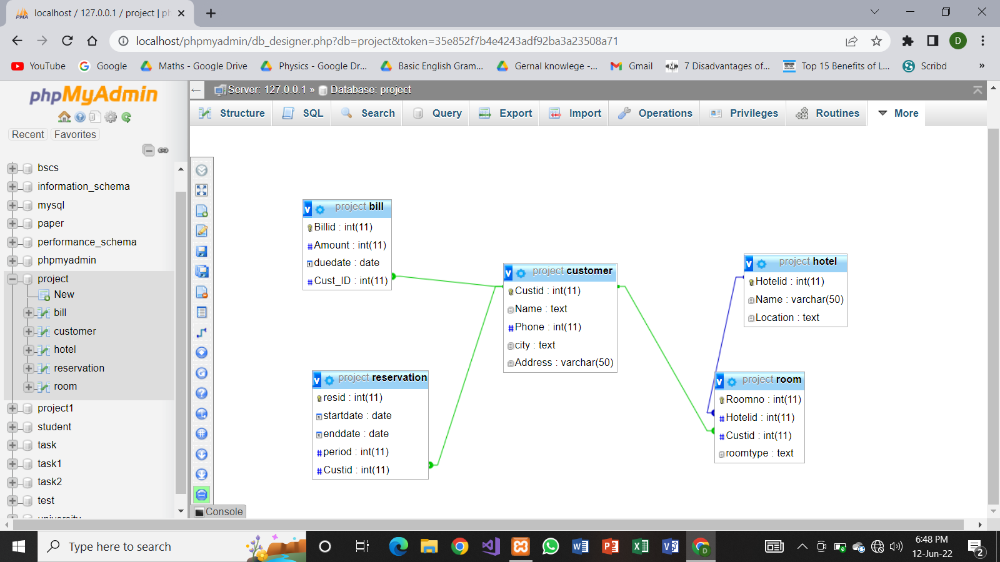 localhost / 127.0.0.1 / project | ph
localhost/phpmyadmin/db_designer.php?db=project&token=35e852f7b4e4243adf92ba3a23508a71
D
YouTube
Google
Maths - Google Drive
Physics - Google Dr...
Basic English Gram...
Gernal knowlege -...
Gmail
7 Disadvantages of...
Top 15 Benefits of L...
Scribd
»
phpMyAdmin
Recent
Favorites
bscs
information_schema
mysql
paper
performance_schema
phpmyadmin
project
New
bill
customer
hotel
reservation
room
project1
student
task
task1
task2
test
university
Server: 127.0.0.1 » Database: project
Structure
SQL
Search
Query
Export
Import
Operations
Privileges
Routines
More
v project bill
Billid : int(11)
Amount : int(11)
duedate : date
Cust_ID : int(11)
v project customer
Custid : int(11)
Name : text
Phone : int(11)
city : text
Address : varchar(50)
v project hotel
Hotelid : int(11)
Name : varchar(50)
Location : text
v project reservation
resid : int(11)
startdate : date
enddate : date
period : int(11)
Custid : int(11)
v project room
Roomno : int(11)
Hotelid : int(11)
Custid : int(11)
roomtype : text
Console
Type here to search
6:48 PM
12-Jun-22
2